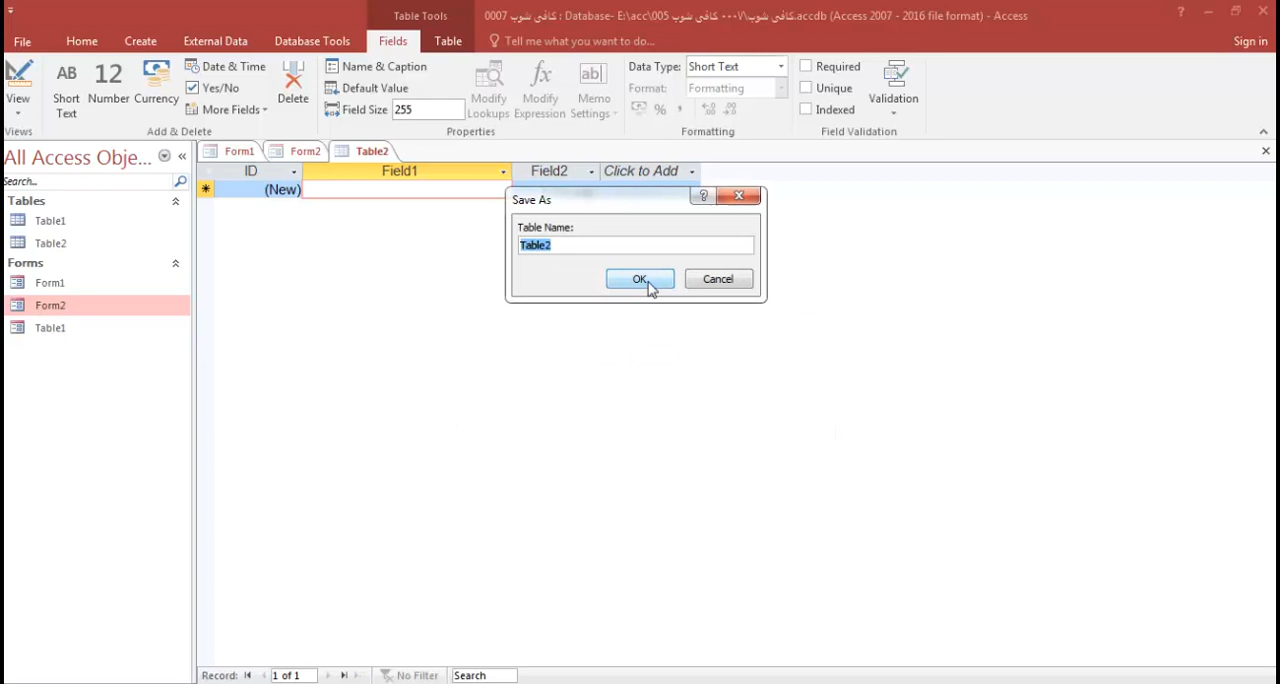 Table Tools
0007 كافى شوب : Database- E:\acc\005 كافى شوب\٠٠٠٧ كافى شوب.accdb (Access 2007 - 2016 file format) - Access
File Home Create External Data Database Tools Fields Table Tell me what you want to do... Sign in
View
Views
AB
Short
Text
12
Number
Currency
Date & Time
Yes/No
More Fields
Delete
Add & Delete
Name & Caption
Default Value
Field Size 255
Modify
Lookups
fx
Modify
Expression
ab
Memo
Settings
Properties
Data Type: Short Text
Format: Formatting
%
Formatting
Required
Unique
Indexed
Validation
Field Validation
All Access Obje...
Search...
Tables
Table1
Table2
Forms
Form1
Form2
Table1
Form1 Form2 Table2
ID Field1 Field2 Click to Add
(New)
Save As
Table Name:
Table2
OK Cancel
Record: 1 of 1 No Filter Search